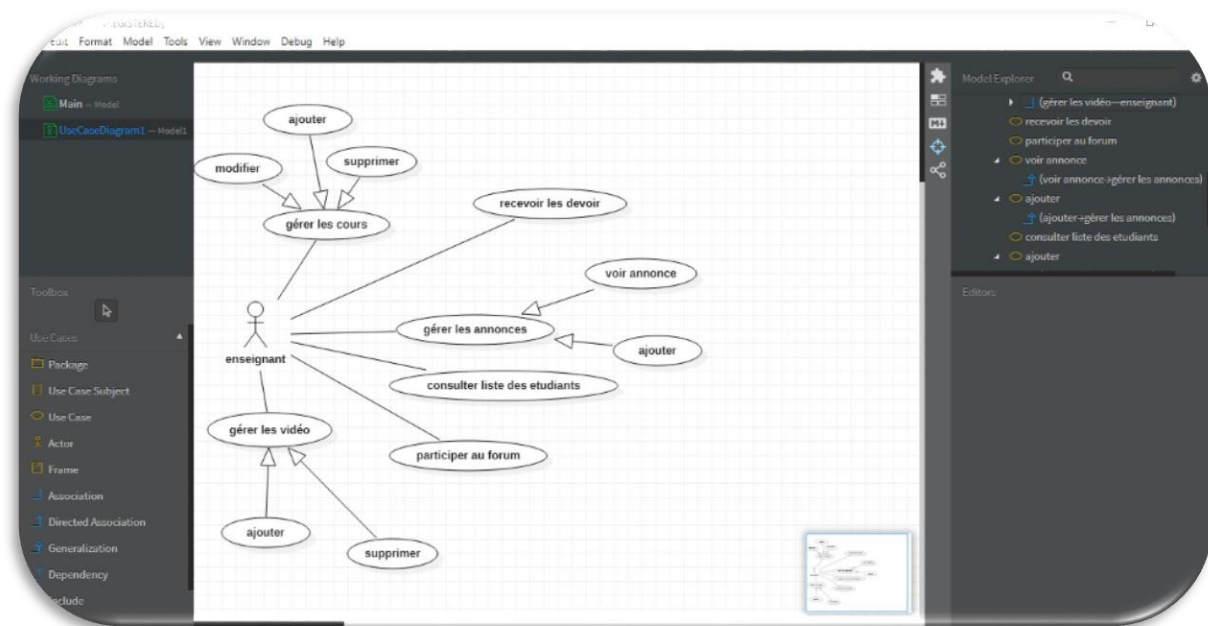 Edit Format Model Tools View Window Debug Help
Working Diagrams
Main — Model
UseCaseDiagram1 — Model1
Toolbox
Use Cases
Package
Use Case Subject
Use Case
Actor
Frame
Association
Directed Association
Generalization
Dependency
Include
ajouter
modifier
supprimer
gérer les cours
recevoir les devoir
voir annonce
gérer les annonces
ajouter
enseignant
consulter liste des etudiants
gérer les vidéo
participer au forum
ajouter
supprimer
Model Explorer
(gérer les vidéo—enseignant)
recevoir les devoir
participer au forum
voir annonce
(voir annonce→gérer les annonces)
ajouter
(ajouter→gérer les annonces)
consulter liste des etudiants
ajouter
Editors